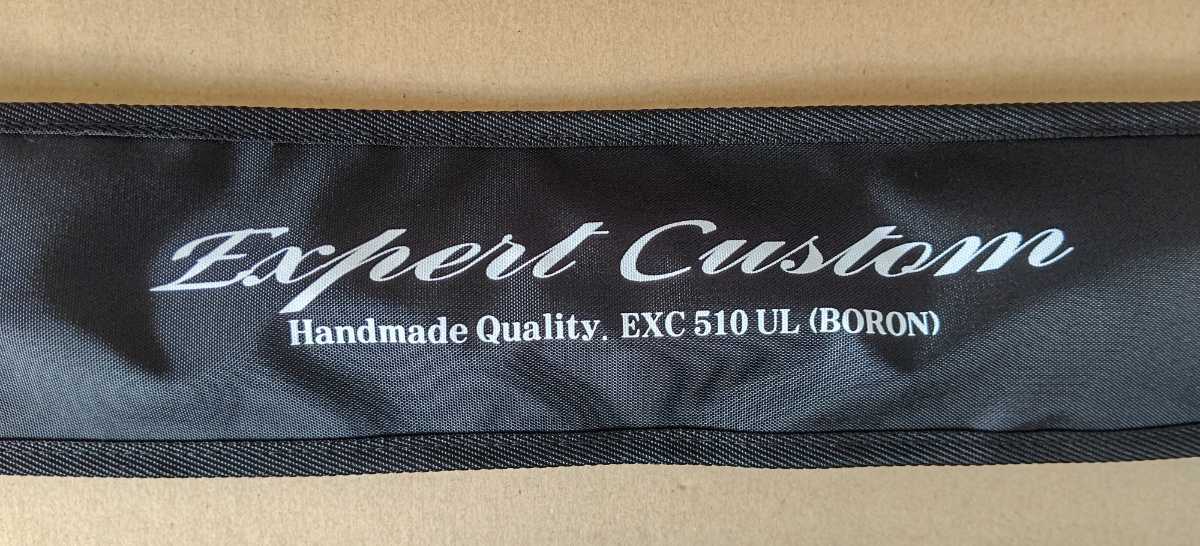 Expert Custom
Handmade Quality. EXC 510 UL (BORON)